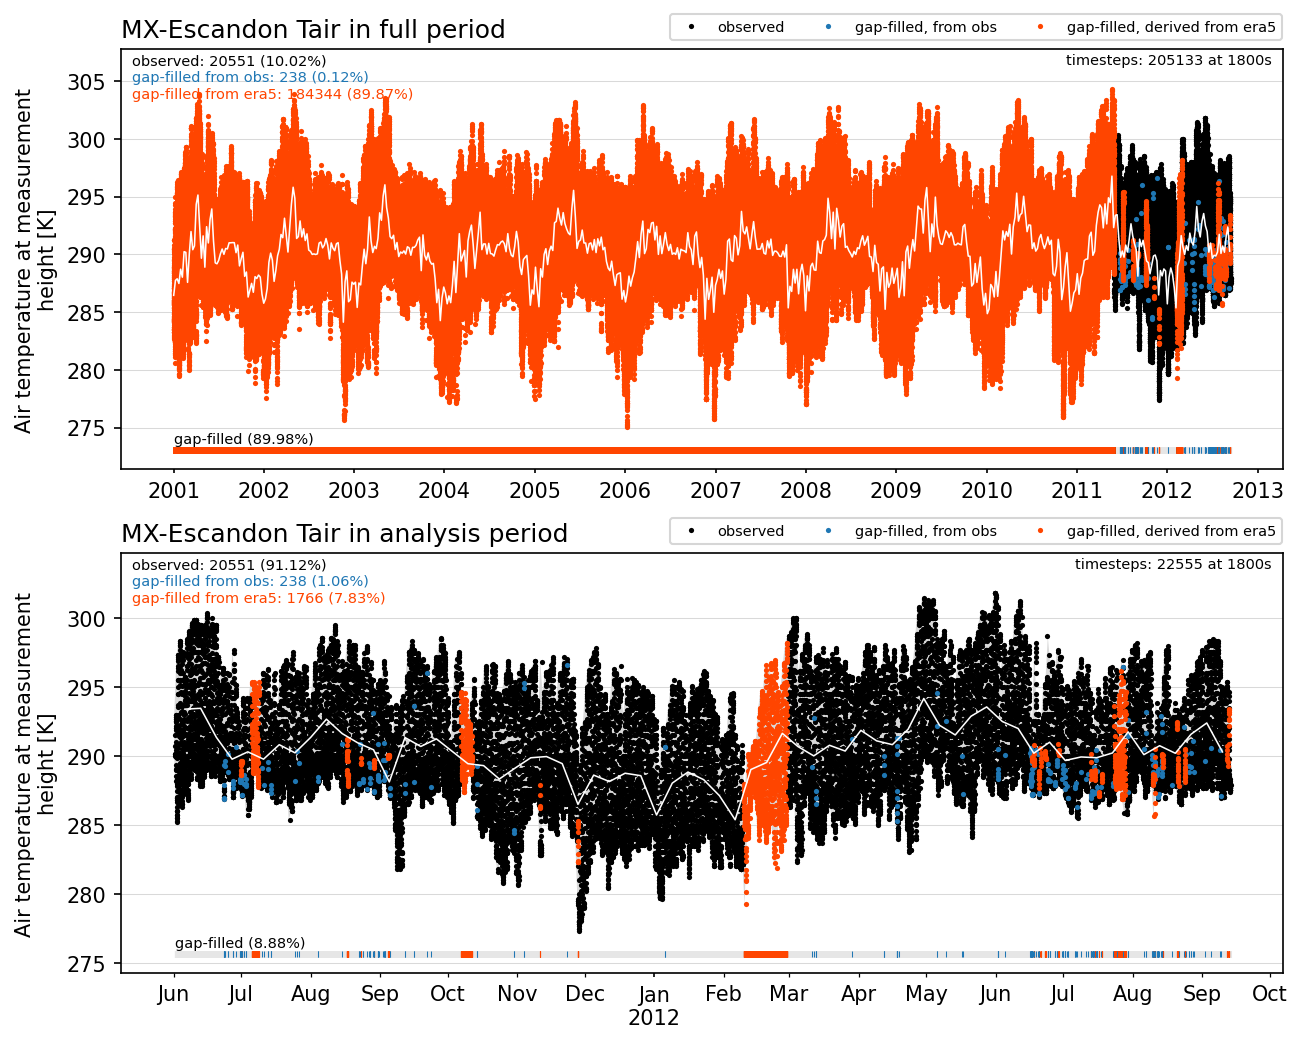 MX-Escandon Tair in full period
observed
gap-filled, from obs
gap-filled, derived from era5
observed: 20551 (10.02%)
gap-filled from obs: 238 (0.12%)
gap-filled from era5: 184344 (89.87%)
timesteps: 205133 at 1800s
Air temperature at measurement
height [K]
305
300
295
290
285
280
275
gap-filled (89.98%)
2001 2002 2003 2004 2005 2006 2007 2008 2009 2010 2011 2012 2013
MX-Escandon Tair in analysis period
observed
gap-filled, from obs
gap-filled, derived from era5
observed: 20551 (91.12%)
gap-filled from obs: 238 (1.06%)
gap-filled from era5: 1766 (7.83%)
timesteps: 22555 at 1800s
Air temperature at measurement
height [K]
300
295
290
285
280
275
gap-filled (8.88%)
Jun Jul Aug Sep Oct Nov Dec Jan Feb Mar Apr May Jun Jul Aug Sep Oct
2012